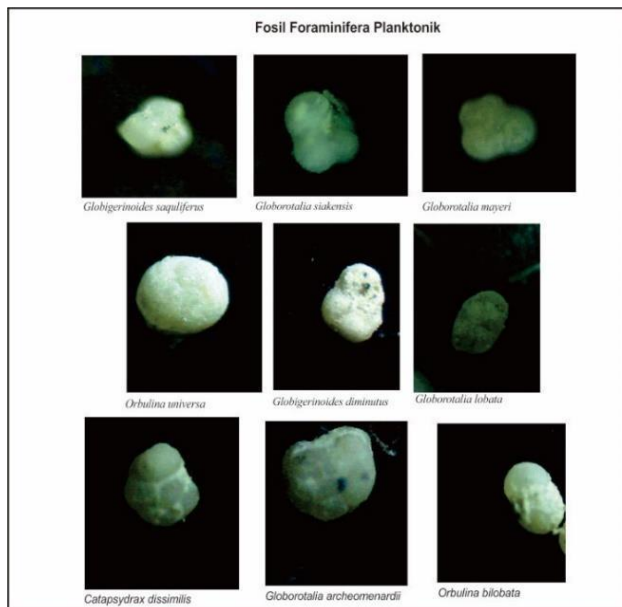 Fosil Foraminifera Planktonik
Globigerinoides saquliferus
Globorotalia siakensis
Globorotalia mayeri
Orbulina universa
Globigerinoides diminutus
Globorotalia lobata
Catapsydrax dissimilis
Globorotalia archeomenardii
Orbulina bilobata